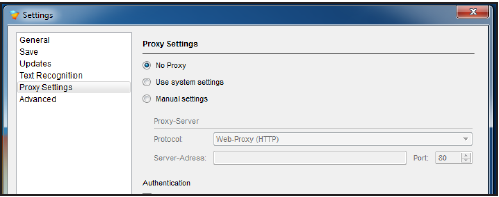 Settings
General
Save
Updates
Text Recognition
Proxy Settings
Advanced
Proxy Settings
No Proxy
Use system settings
Manual settings
Proxy-Server
Protocol:
Web-Proxy (HTTP)
Server-Adress:
Port: 80
Authentication